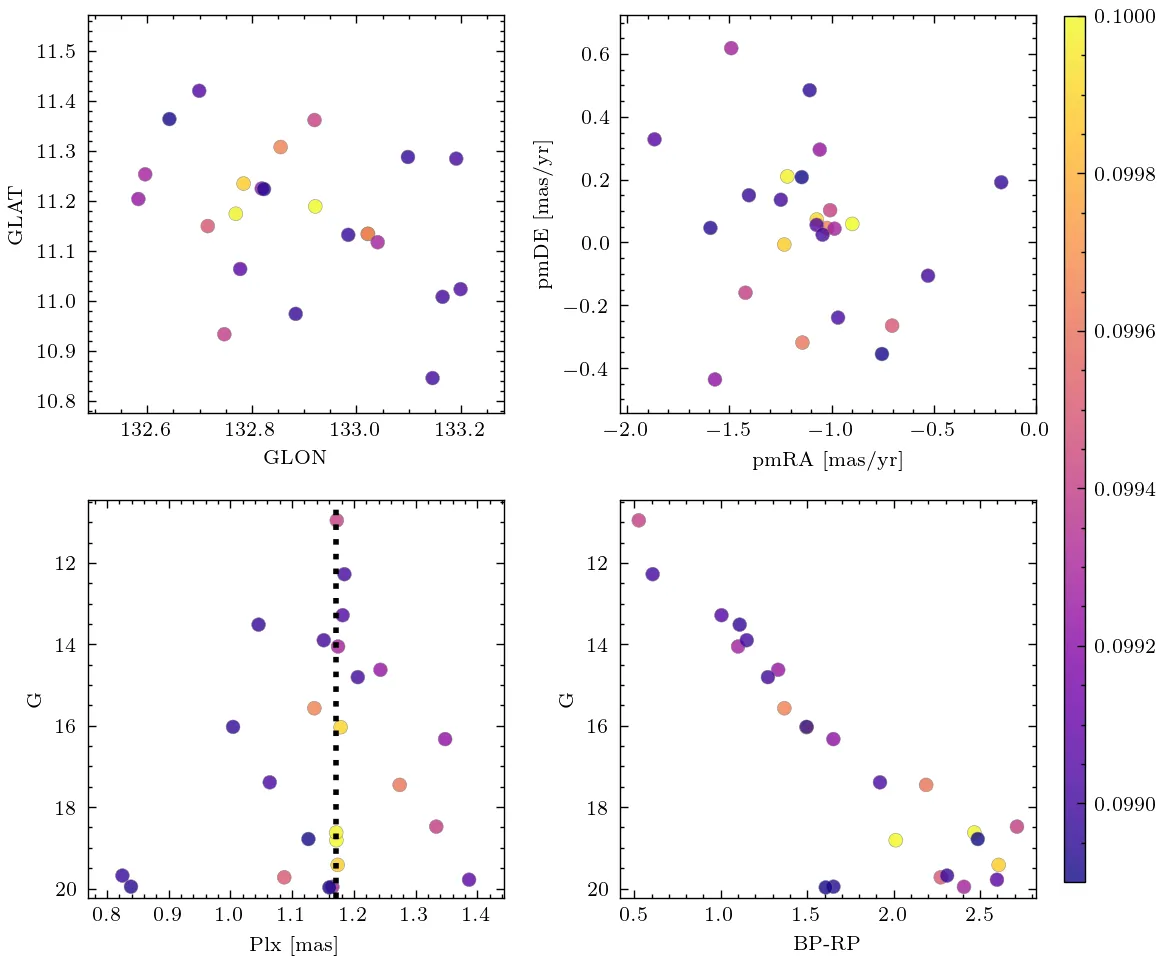 11.5
11.4
11.3
11.2
11.1
11.0
10.9
10.8
GLAT
132.6 132.8 133.0 133.2
GLON
0.6
0.4
0.2
0.0
−0.2
−0.4
pmDE [mas/yr]
−2.0 −1.5 −1.0 −0.5 0.0
pmRA [mas/yr]
12
14
16
18
20
G
0.8 0.9 1.0 1.1 1.2 1.3 1.4
Plx [mas]
12
14
16
18
20
G
0.5 1.0 1.5 2.0 2.5
BP-RP
0.1000
0.0998
0.0996
0.0994
0.0992
0.0990